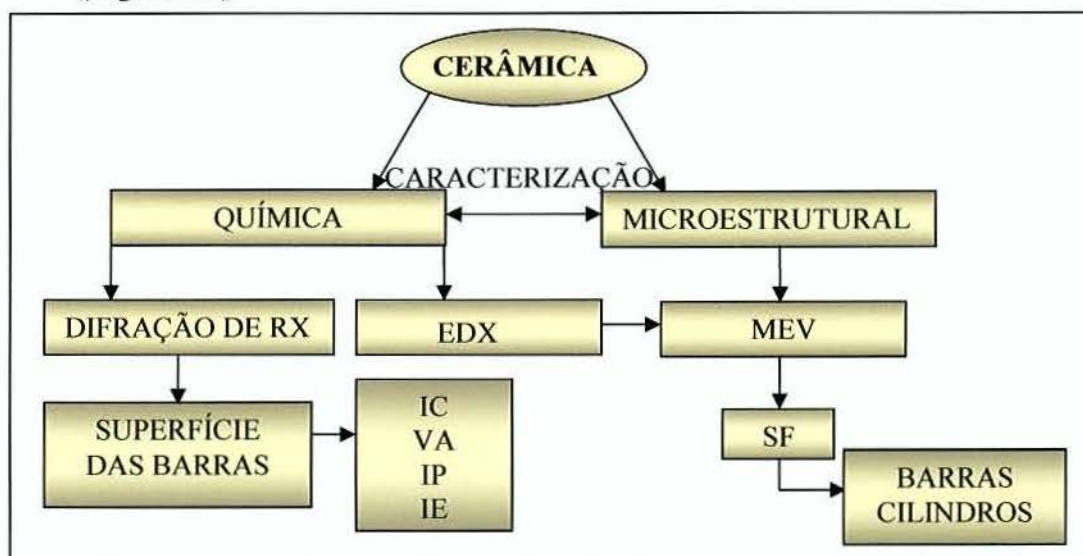 CERÂMICA
CARACTERIZAÇÃO
QUÍMICA
MICROESTRUTURAL
DIFRAÇÃO DE RX
EDX
MEV
SUPERFÍCIE
DAS BARRAS
IC
VA
IP
IE
SF
BARRAS
CILINDROS